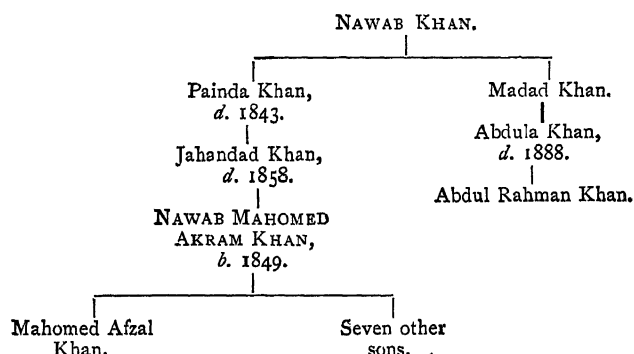 NAWAB KHAN.
Painda Khan,
d. 1843.
Madad Khan.
Abdula Khan,
d. 1888.
Jahandad Khan,
d. 1858.
Abdul Rahman Khan.
NAWAB MAHOMED
AKRAM KHAN,
b. 1849.
Mahomed Afzal
Khan.
Seven other
sons.